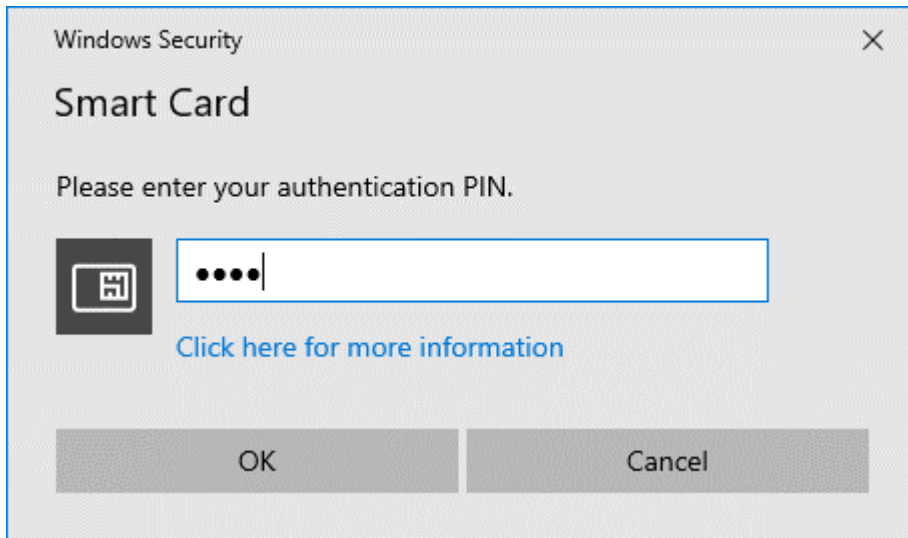 Windows Security
Smart Card
Please enter your authentication PIN.
••••
Click here for more information
OK
Cancel